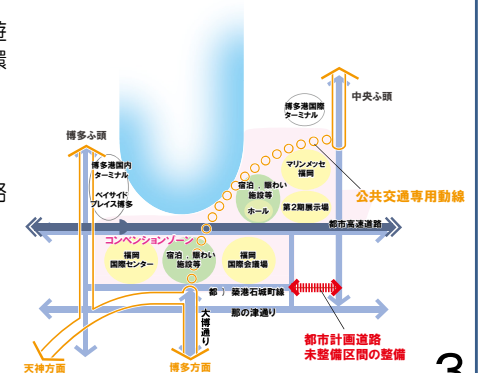 遊
環
路
中央ふ頭
博多港国際
ターミナル
博多ふ頭
博多港国内
ターミナル
ベイサイド
プレイス博多
マリンメッセ
福岡
宿泊．賑わい
施設等
ホール
第2期展示場
公共交通専用動線
都市高速道路
コンベンションゾーン
福岡
国際センター
宿泊．賑わい
施設等
福岡
国際会議場
都）築港石城町線
大博通り
那の津通り
都市計画道路
未整備区間の整備
天神方面
博多方面
3